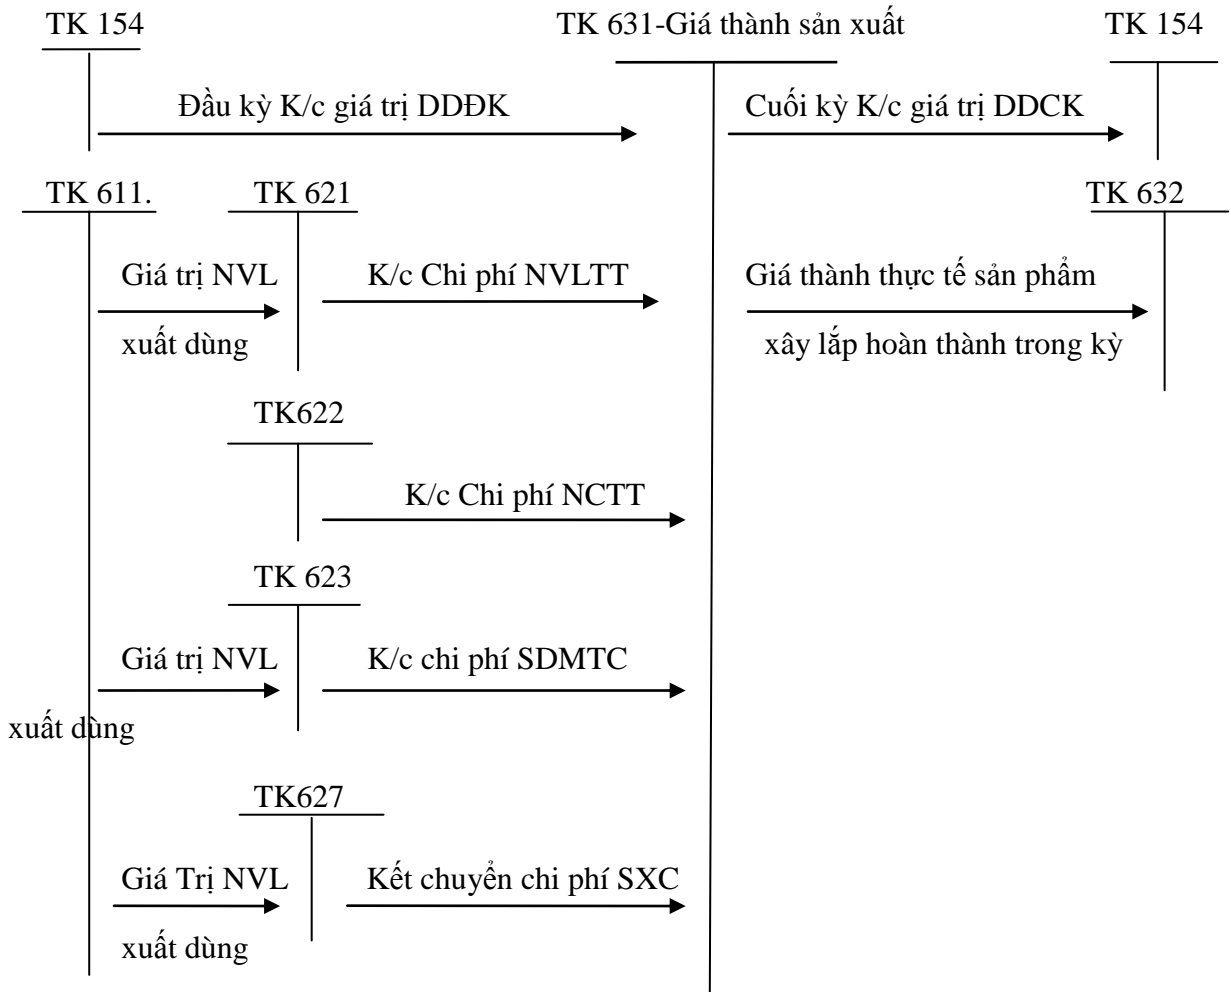 TK 154
TK 631-Giá thành sản xuất
TK 154
Đầu kỳ K/c giá trị DDĐK
Cuối kỳ K/c giá trị DDCK
TK 611.
TK 621
TK 632
Giá trị NVL
K/c Chi phí NVLTT
Giá thành thực tế sản phẩm
xuất dùng
xây lắp hoàn thành trong kỳ
TK622
K/c Chi phí NCTT
TK 623
Giá trị NVL
K/c chi phí SDMTC
xuất dùng
TK627
Giá Trị NVL
Kết chuyển chi phí SXC
xuất dùng